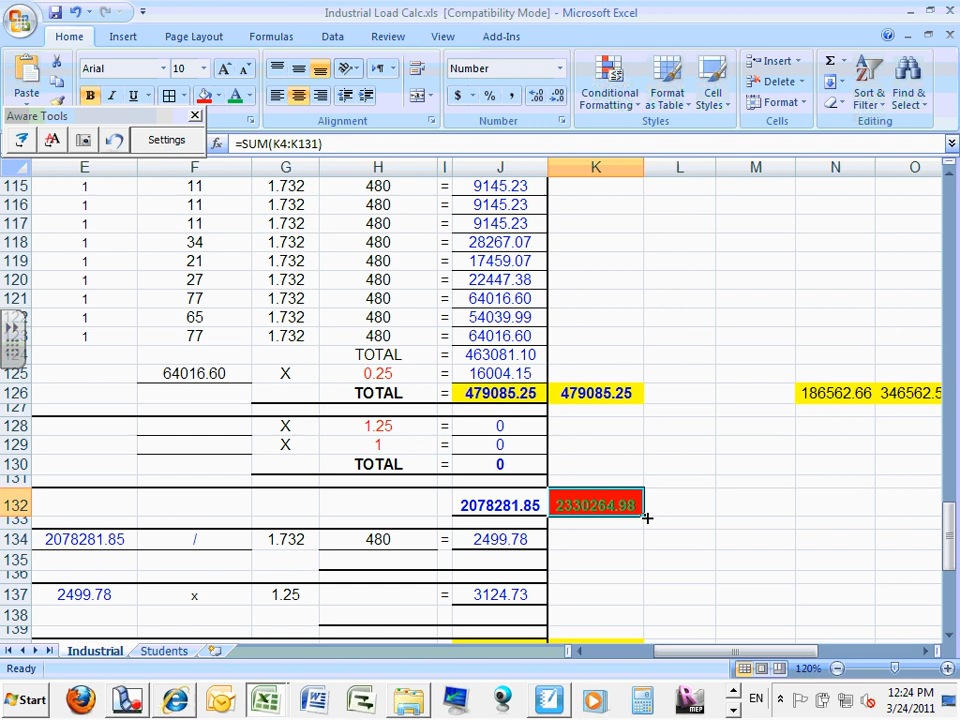 Industrial Load Calc.xls [Compatibility Mode] - Microsoft Excel
Home Insert Page Layout Formulas Data Review View Add-Ins
Paste Arial 10 B I U Number $ % , Conditional Formatting Format as Table Cell Styles Insert Delete Format Σ Sort & Filter Find & Select
Alignment Number Styles Cells Editing
Aware Tools
Settings
fx =SUM(K4:K131)
E F G H I J K L M N O
115 1 11 1.732 480 = 9145.23
116 1 11 1.732 480 = 9145.23
117 1 11 1.732 480 = 9145.23
118 1 34 1.732 480 = 28267.07
119 1 21 1.732 480 = 17459.07
120 1 27 1.732 480 = 22447.38
121 1 77 1.732 480 = 64016.60
122 1 65 1.732 480 = 54039.99
123 1 77 1.732 480 = 64016.60
124 TOTAL = 463081.10
125 64016.60 X 0.25 = 16004.15
126 TOTAL = 479085.25 479085.25 186562.66 346562.5
127
128 X 1.25 = 0
129 X 1 = 0
130 TOTAL = 0
131
132 2078281.85 2330264.98
133
134 2078281.85 / 1.732 480 = 2499.78
135
136
137 2499.78 x 1.25 = 3124.73
138
139
Industrial Students
Ready 120%
Start EN 12:24 PM
3/24/2011